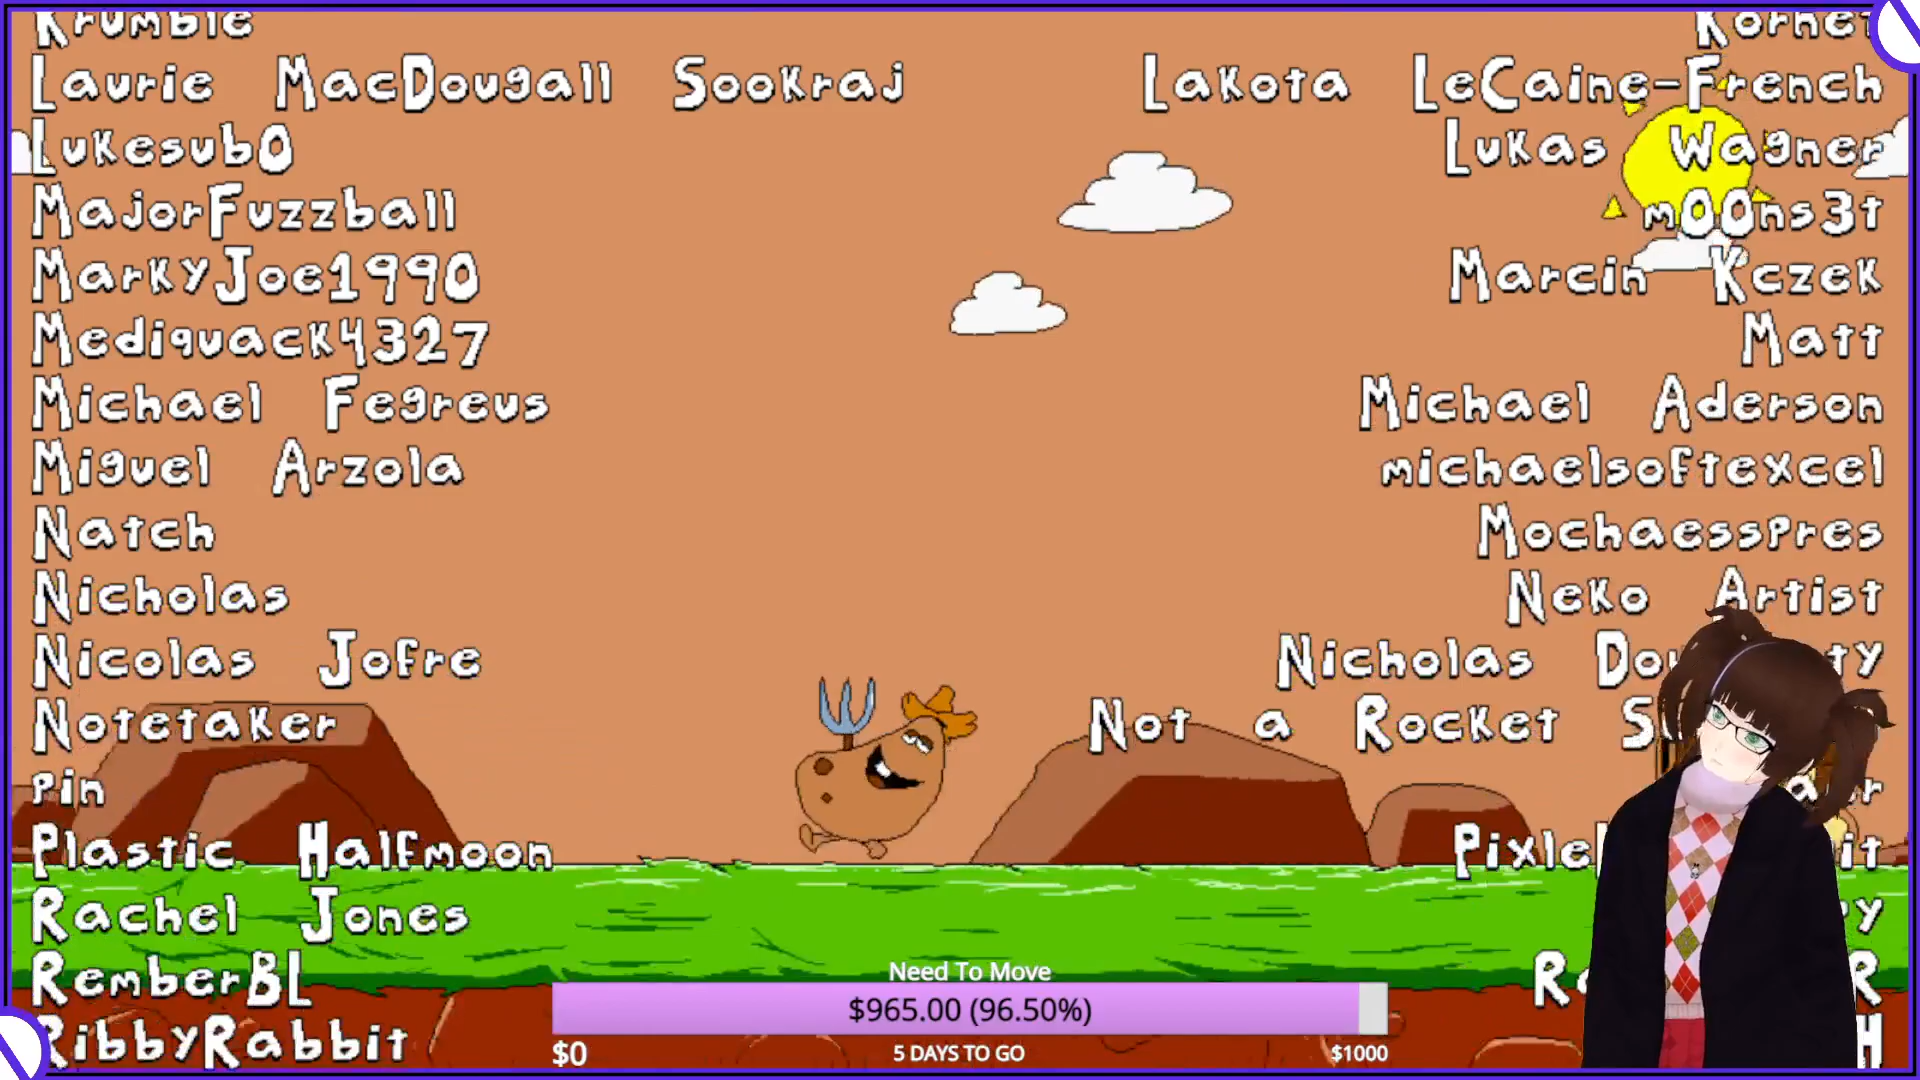 Krumble Kornet
Laurie MacDougall Sookraj LaKota LeCaine-French
Lukesub0 Lukas Wagner
MajorFuzzball m00ns3t
MarkyJoe1990 Marcin Kczek
Mediquack4327 Matt
Michael Fegreus Michael Aderson
Miguel Arzola michaelsoftexcel
Natch Mochaesspres
Nicholas Neko Artist
Nicolas Jofre Nicholas
Notetaker Not a Rocket
pin
Plastic Halfmoon
Rachel Jones
RemberBL
RibbyRabbit
Need To Move
$965.00 (96.50%)
$0 5 DAYS TO GO $1000